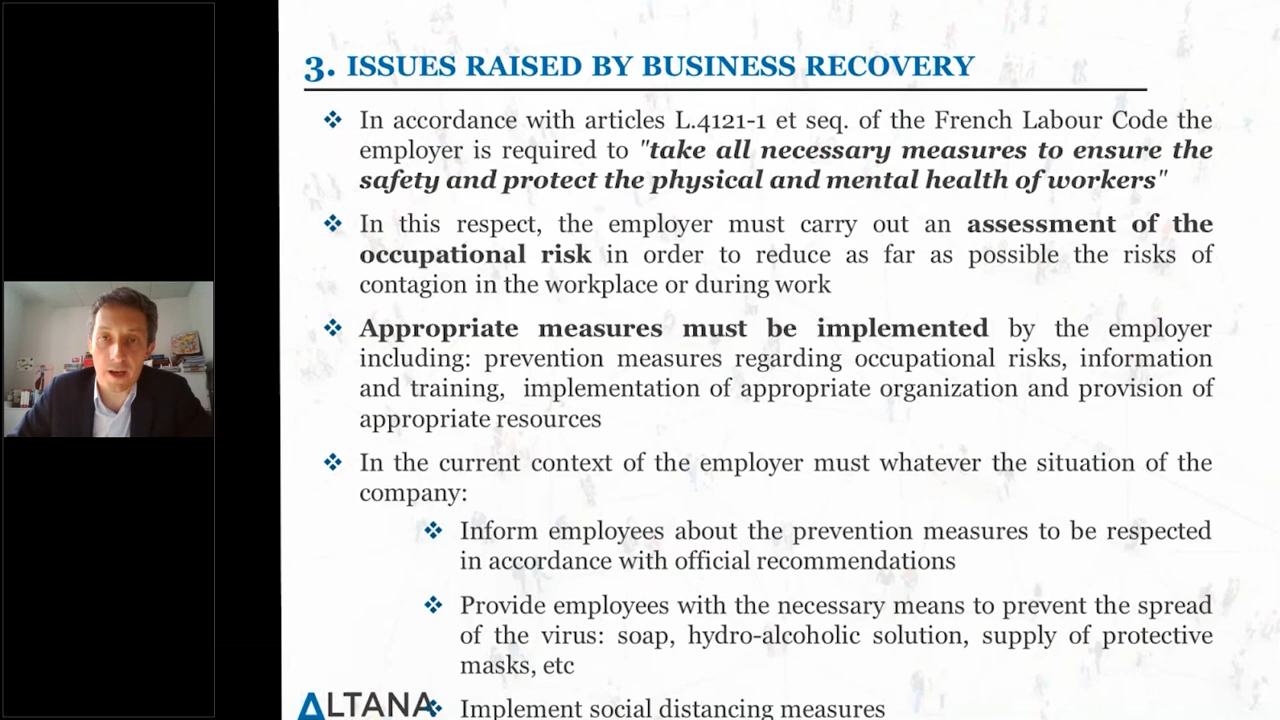 3. ISSUES RAISED BY BUSINESS RECOVERY
❖ In accordance with articles L.4121-1 et seq. of the French Labour Code the
employer is required to "take all necessary measures to ensure the
safety and protect the physical and mental health of workers"
❖ In this respect, the employer must carry out an assessment of the
occupational risk in order to reduce as far as possible the risks of
contagion in the workplace or during work
❖ Appropriate measures must be implemented by the employer
including: prevention measures regarding occupational risks, information
and training, implementation of appropriate organization and provision of
appropriate resources
❖ In the current context of the employer must whatever the situation of the
company:
❖ Inform employees about the prevention measures to be respected
in accordance with official recommendations
❖ Provide employees with the necessary means to prevent the spread
of the virus: soap, hydro-alcoholic solution, supply of protective
masks, etc
❖ Implement social distancing measures
ALTANA